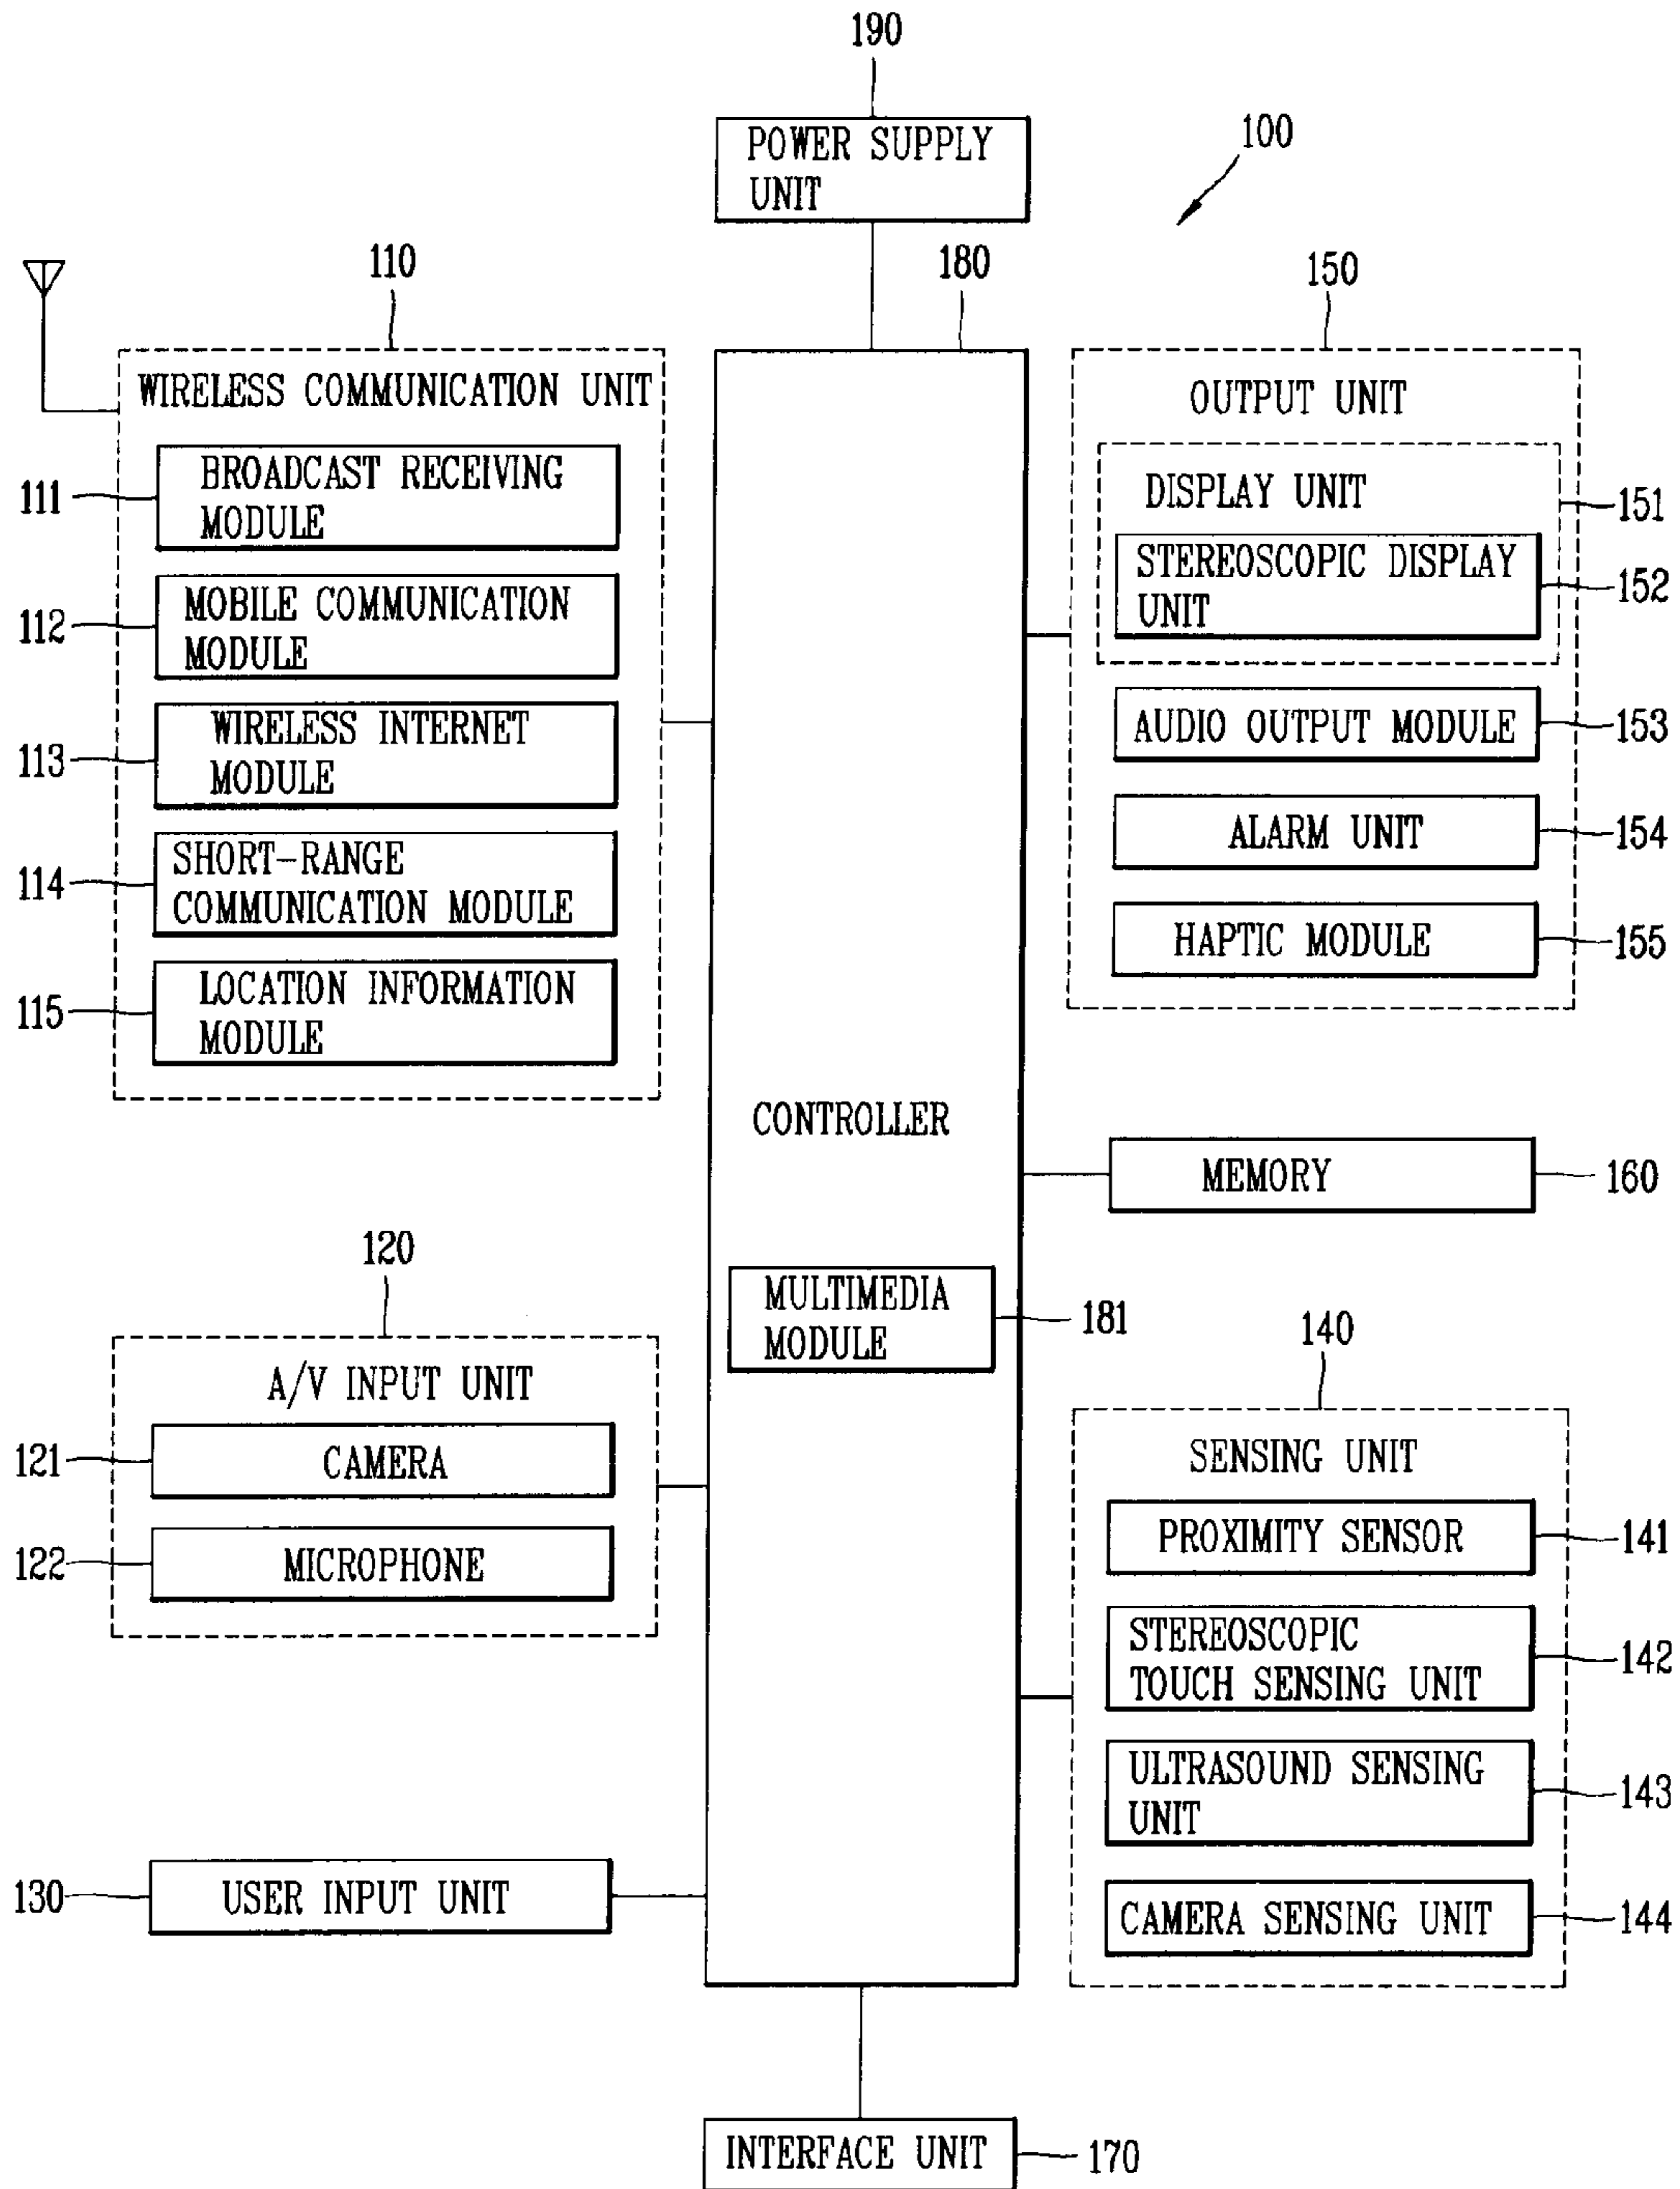 190
POWER SUPPLY
UNIT
100
110
180
150
WIRELESS COMMUNICATION UNIT
111
BROADCAST RECEIVING
MODULE
112
MOBILE COMMUNICATION
MODULE
113
WIRELESS INTERNET
MODULE
114
SHORT-RANGE
COMMUNICATION MODULE
115
LOCATION INFORMATION
MODULE
OUTPUT UNIT
DISPLAY UNIT
151
STEREOSCOPIC DISPLAY
UNIT
152
AUDIO OUTPUT MODULE
153
ALARM UNIT
154
HAPTIC MODULE
155
CONTROLLER
MEMORY
160
MULTIMEDIA
MODULE
181
120
A/V INPUT UNIT
121
CAMERA
122
MICROPHONE
140
SENSING UNIT
PROXIMITY SENSOR
141
STEREOSCOPIC
TOUCH SENSING UNIT
142
ULTRASOUND SENSING
UNIT
143
CAMERA SENSING UNIT
144
130
USER INPUT UNIT
INTERFACE UNIT
170